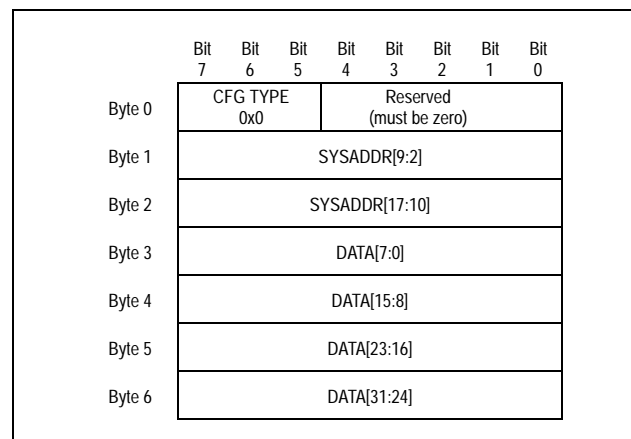 Bit Bit Bit Bit Bit Bit Bit Bit
7 6 5 4 3 2 1 0
Byte 0
CFG TYPE
0x0
Reserved
(must be zero)
Byte 1
SYSADDR[9:2]
Byte 2
SYSADDR[17:10]
Byte 3
DATA[7:0]
Byte 4
DATA[15:8]
Byte 5
DATA[23:16]
Byte 6
DATA[31:24]